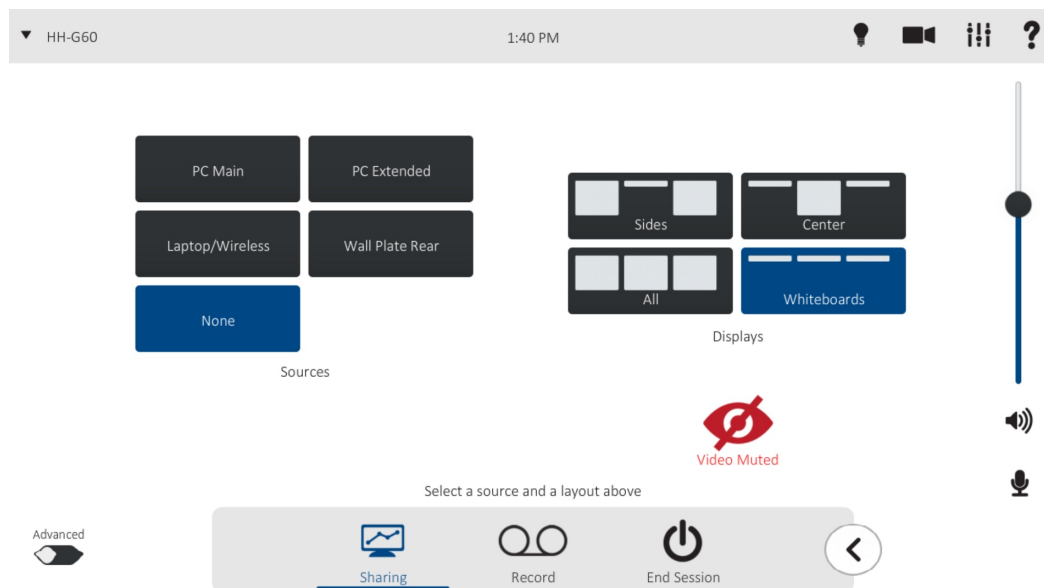 HH-G60
1:40 PM
PC Main
PC Extended
Laptop/Wireless
Wall Plate Rear
None
Sources
Sides
Center
All
Whiteboards
Displays
Video Muted
Select a source and a layout above
Advanced
Sharing
Record
End Session